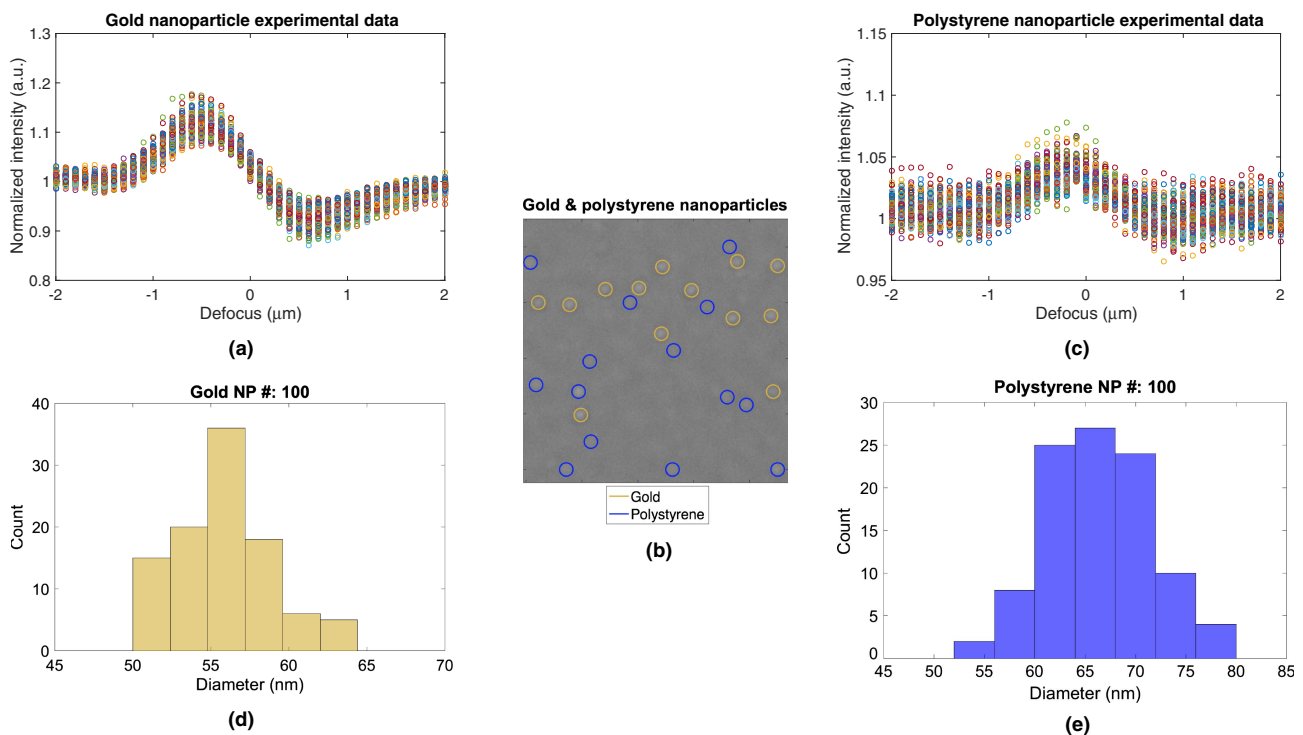 Gold nanoparticle experimental data
1.3
1.2
1.1
1
0.9
0.8
Normalized intensity (a.u.)
-2
-1
0
1
2
Defocus (μm)
(a)
Gold & polystyrene nanoparticles
Gold
Polystyrene
(b)
Polystyrene nanoparticle experimental data
1.15
1.1
1.05
1
0.95
Normalized intensity (a.u.)
-2
-1
0
1
2
Defocus (μm)
(c)
Gold NP #: 100
40
30
20
10
0
Count
45
50
55
60
65
70
Diameter (nm)
(d)
Polystyrene NP #: 100
30
25
20
15
10
5
0
Count
45
50
55
60
65
70
75
80
85
Diameter (nm)
(e)